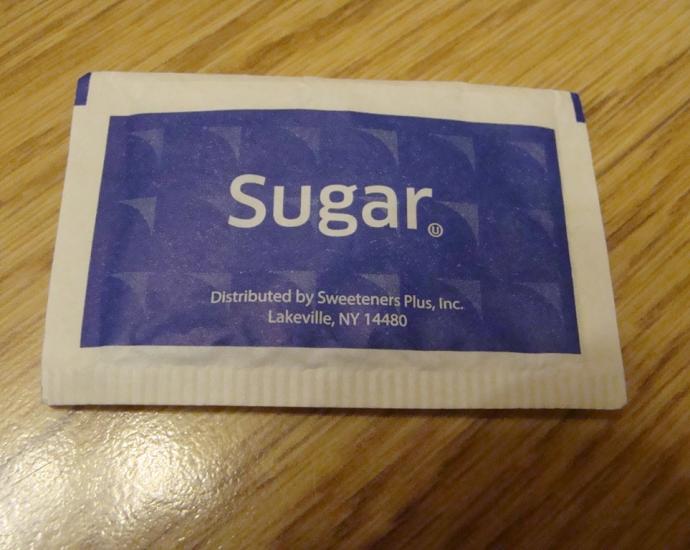 Sugar Ⓤ
Distributed by Sweeteners Plus, Inc.
Lakeville, NY 14480